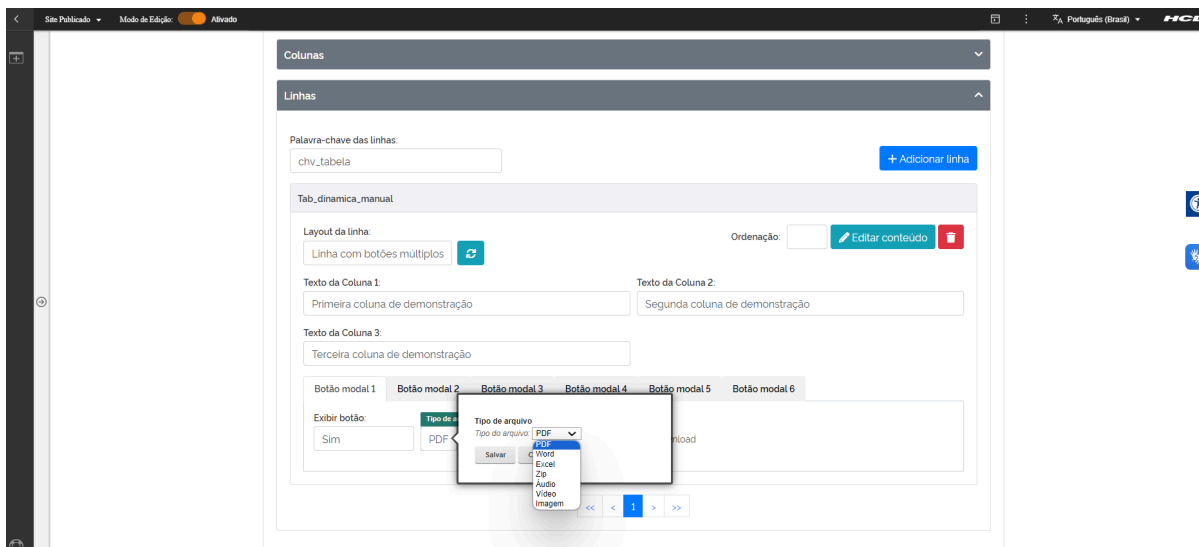 Site Publicado
Modo de Edição:
Ativado
Português (Brasil)
Colunas
Linhas
Palavra-chave das linhas:
chv_tabela
+ Adicionar linha
Tab_dinamica_manual
Layout da linha:
Linha com botões múltiplos
Ordenação:
Editar conteúdo
Texto da Coluna 1:
Texto da Coluna 2:
Primeira coluna de demonstração
Segunda coluna de demonstração
Texto da Coluna 3:
Terceira coluna de demonstração
Botão modal 1
Botão modal 2
Botão modal 3
Botão modal 4
Botão modal 5
Botão modal 6
Exibir botão:
Tipo de a
Sim
PDF
Tipo de arquivo
Tipo do arquivo:
PDF
Salvar
PDF
Word
Excel
Zip
Áudio
Vídeo
Imagem
<< < 1 > >>